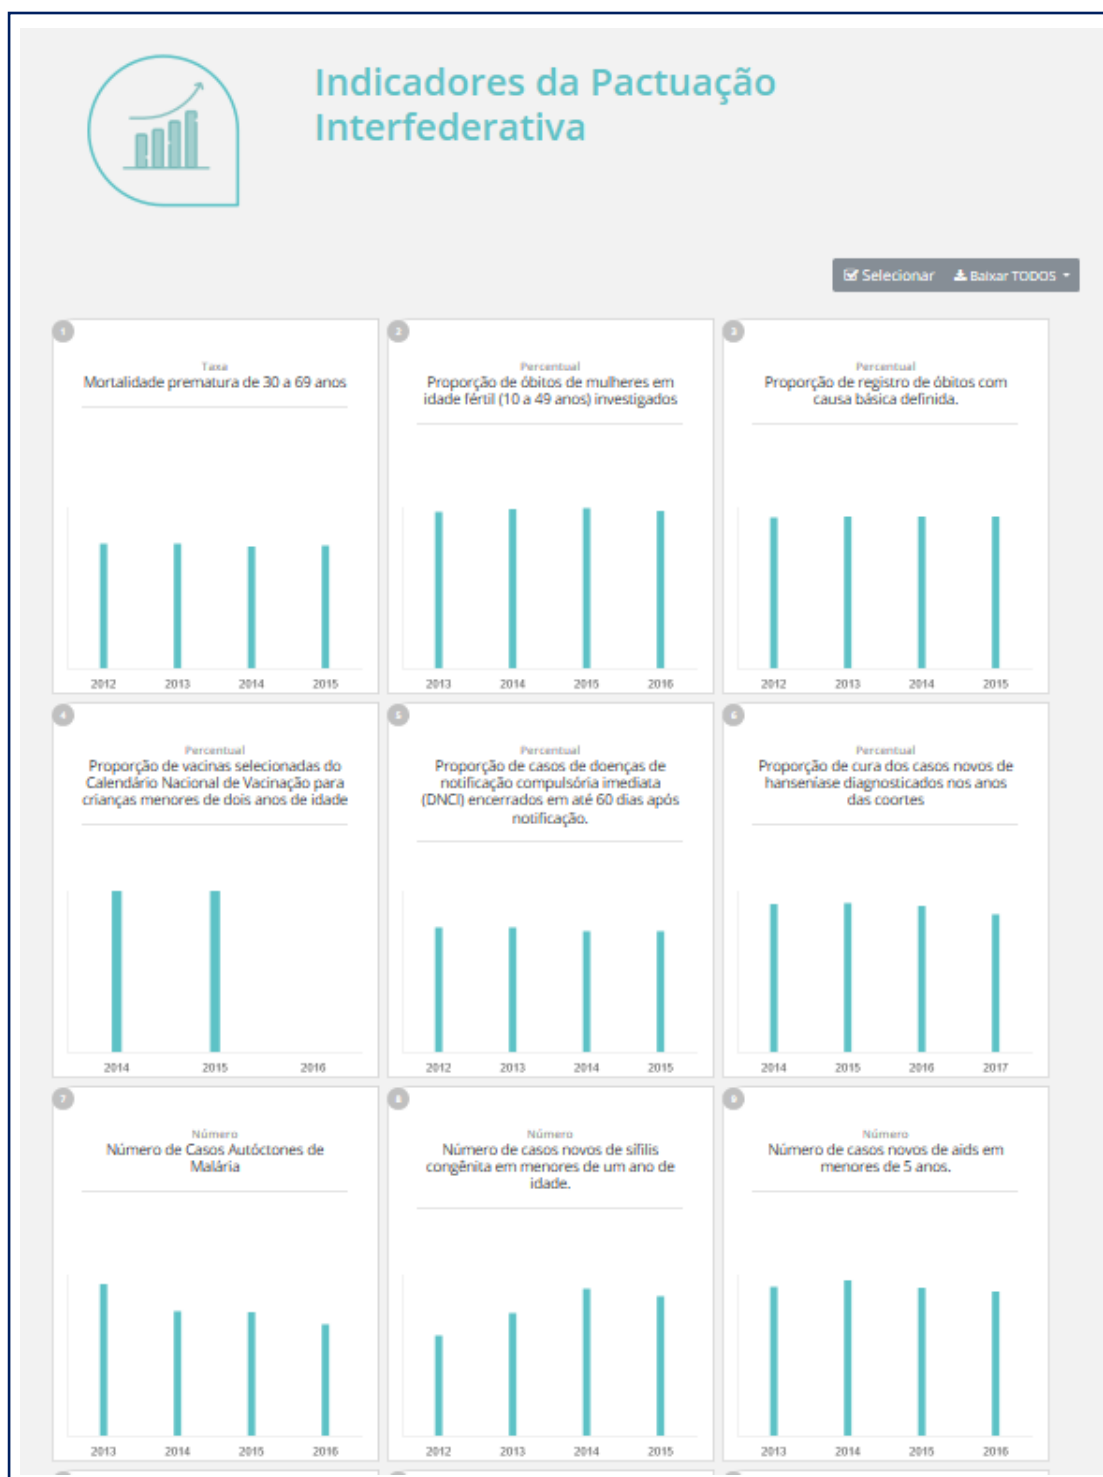 Indicadores da Pactuação
Interfederativa
Selecionar
Baixar TODOS
1
Taxa
Mortalidade prematura de 30 a 69 anos
2012 2013 2014 2015
2
Percentual
Proporção de óbitos de mulheres em
idade fértil (10 a 49 anos) investigados
2013 2014 2015 2016
3
Percentual
Proporção de registro de óbitos com
causa básica definida.
2012 2013 2014 2015
4
Percentual
Proporção de vacinas selecionadas do
Calendário Nacional de Vacinação para
crianças menores de dois anos de idade
2014 2015 2016
5
Percentual
Proporção de casos de doenças de
notificação compulsória imediata
(DNCI) encerrados em até 60 dias após
notificação.
2012 2013 2014 2015
6
Percentual
Proporção de cura dos casos novos de
hanseníase diagnosticados nos anos
das coortes
2014 2015 2016 2017
7
Número
Número de Casos Autóctones de
Malária
2013 2014 2015 2016
8
Número
Número de casos novos de sífilis
congênita em menores de um ano de
idade.
2012 2013 2014 2015
9
Número
Número de casos novos de aids em
menores de 5 anos.
2013 2014 2015 2016